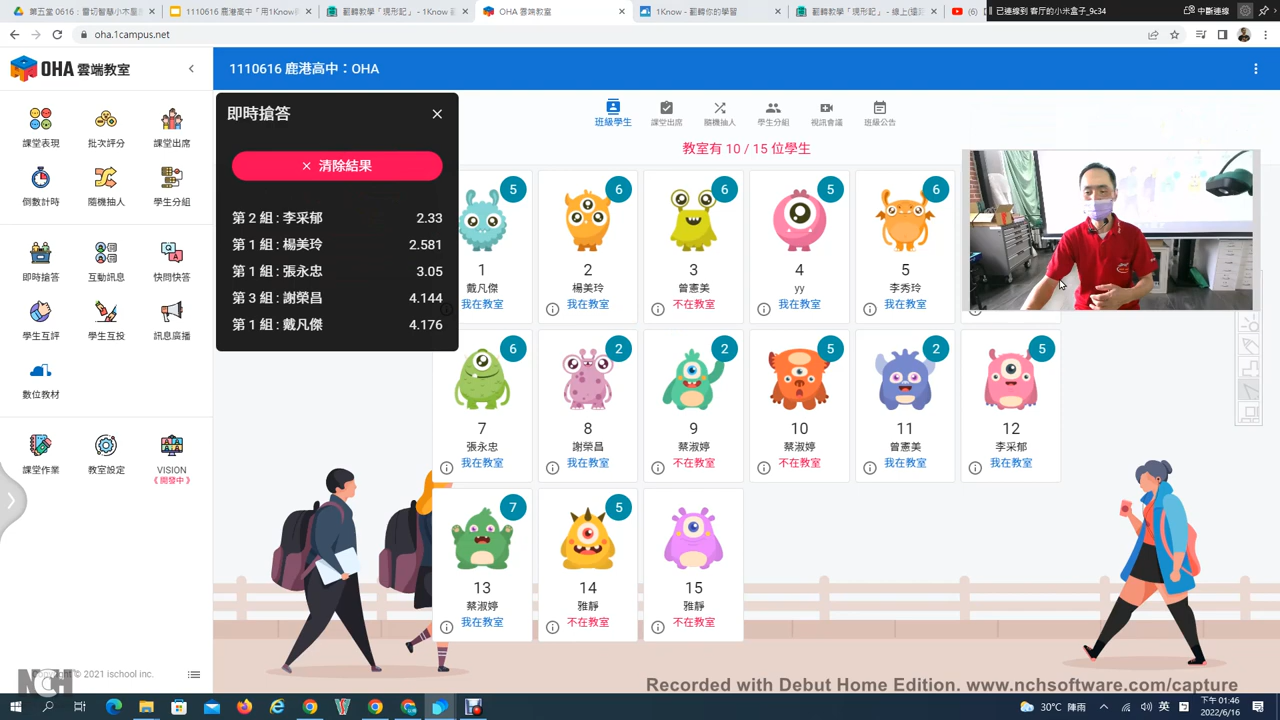 第五堂 0616：雷切智慧小木屋
1110616 鹿港高中「用1Know
範轉教學「現形記」- 1Know 範
OHA 雲端教室
1Know - 範轉你的學習
範轉教學「現形記」- 線上(隨
(6)
已連線到 客厅的小米盒子_9c34
中斷連線
oha.1campus.net
OHA 雲端教室
1110616 鹿港高中：OHA
課堂表現
批次評分
課堂出席
倒數計時
隨機抽人
學生分組
即時搶答
互動訊息
快問快答
學生互評
學生互投
訊息廣播
數位教材
課堂作業
教室設定
VISION
《 開發中 》
Copyright © 2021 ischool inc.
NCH
即時搶答
清除結果
第 2 組 : 李采郁 2.33
第 1 組 : 楊美玲 2.581
第 1 組 : 張永忠 3.05
第 3 組 : 謝榮昌 4.144
第 1 組 : 戴凡傑 4.176
班級學生
課堂出席
隨機抽人
學生分組
視訊會議
班級公告
教室有 10 / 15 位學生
5 6 6 5 6
1 2 3 4 5
戴凡傑 楊美玲 曾憲美 yy 李秀玲
我在教室 我在教室 不在教室 我在教室 我在教室
6 2 2 5 2 5
7 8 9 10 11 12
張永忠 謝榮昌 蔡淑婷 蔡淑婷 曾憲美 李采郁
我在教室 我在教室 不在教室 不在教室 我在教室 我在教室
7 5
13 14 15
蔡淑婷 雅靜 雅靜
我在教室 不在教室 不在教室
Recorded with Debut Home Edition. www.nchsoftware.com/capture
30°C 陣雨
英
下午 01:46
2022/6/16